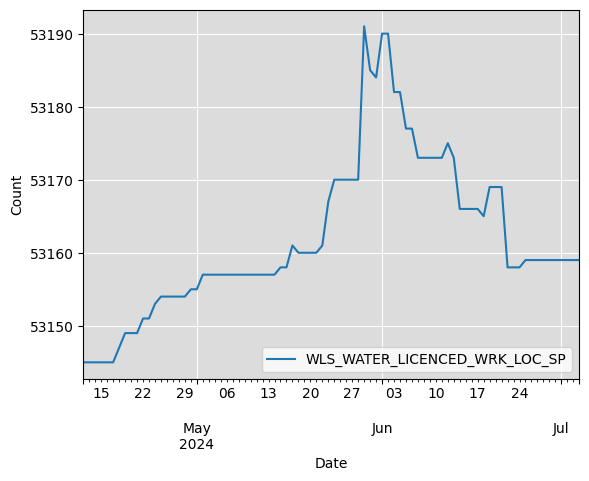 53190
53180
53170
53160
53150
Count
WLS_WATER_LICENCED_WRK_LOC_SP
15 22 29 06 13 20 27 03 10 17 24
May Jun Jul
2024
Date